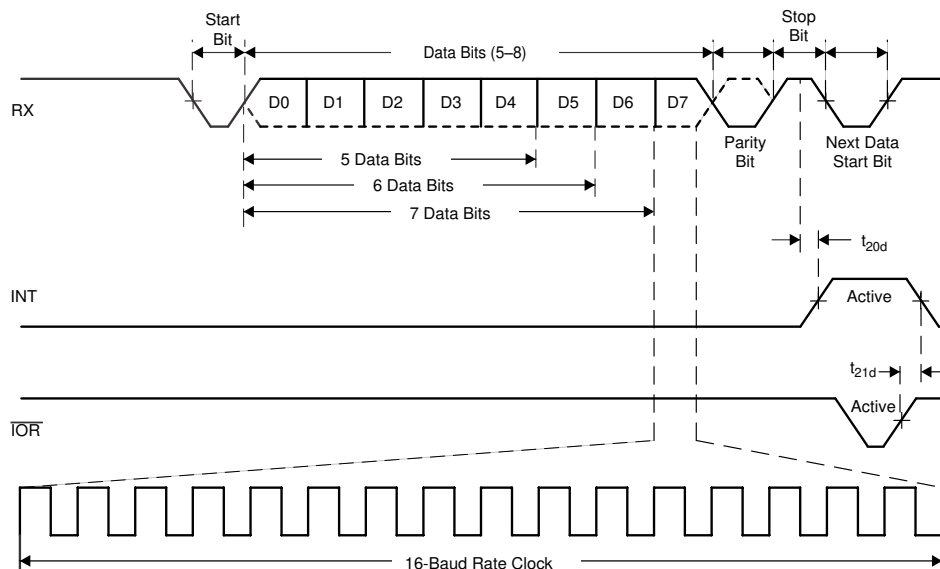 Start
Bit
Data Bits (5–8)
Stop
Bit
RX
D0 D1 D2 D3 D4 D5 D6 D7
Parity
Bit
Next Data
Start Bit
5 Data Bits
6 Data Bits
7 Data Bits
t20d
INT
Active
t21d
IOR
Active
16-Baud Rate Clock